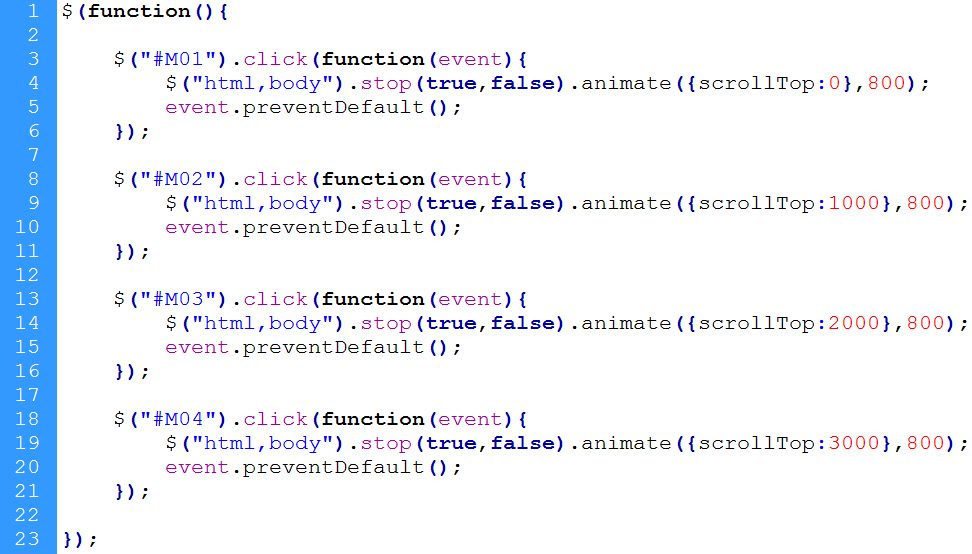 1 $(function(){
2
3     $("#M01").click(function(event){
4         $("html,body").stop(true,false).animate({scrollTop:0},800);
5         event.preventDefault();
6     });
7
8     $("#M02").click(function(event){
9         $("html,body").stop(true,false).animate({scrollTop:1000},800);
10         event.preventDefault();
11     });
12
13     $("#M03").click(function(event){
14         $("html,body").stop(true,false).animate({scrollTop:2000},800);
15         event.preventDefault();
16     });
17
18     $("#M04").click(function(event){
19         $("html,body").stop(true,false).animate({scrollTop:3000},800);
20         event.preventDefault();
21     });
22
23 });